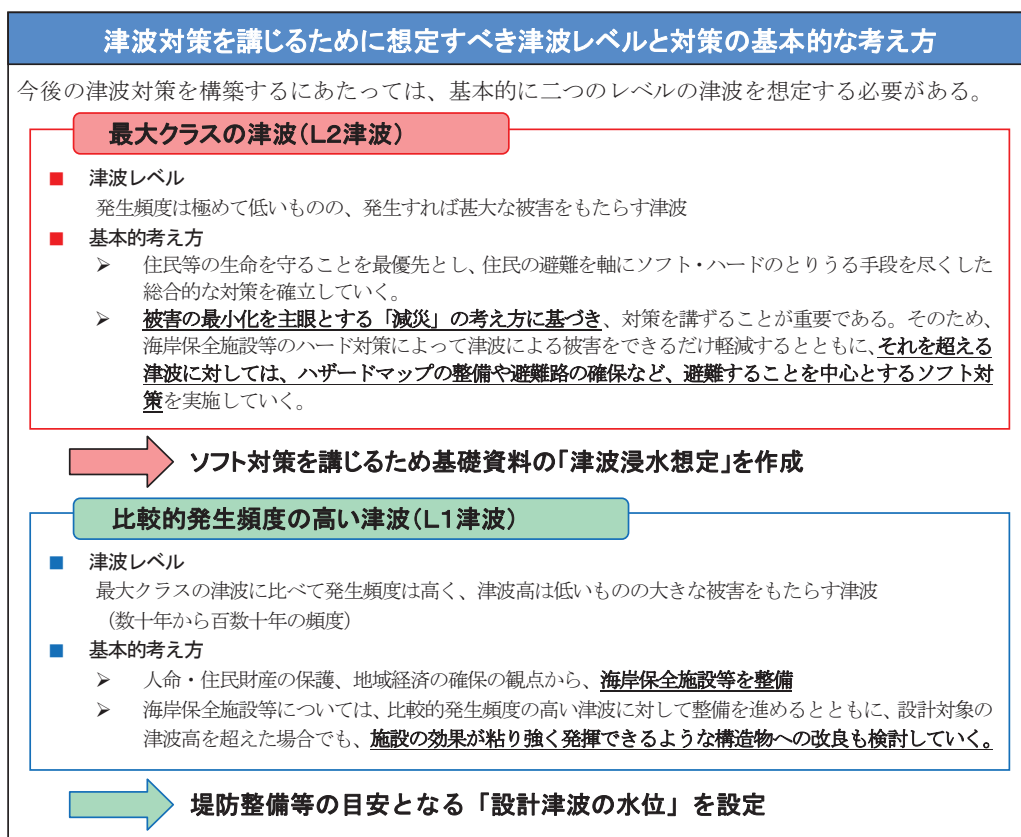 津波対策を講じるために想定すべき津波レベルと対策の基本的な考え方
今後の津波対策を構築するにあたっては、基本的に二つのレベルの津波を想定する必要がある。
最大クラスの津波(L2津波)
■ 津波レベル
発生頻度は極めて低いものの、発生すれば甚大な被害をもたらす津波
■ 基本的考え方
➢ 住民等の生命を守ることを最優先とし、住民の避難を軸にソフト・ハードのとりうる手段を尽くした
総合的な対策を確立していく。
➢ 被害の最小化を主眼とする「減災」の考え方に基づき、対策を講ずることが重要である。そのため、
海岸保全施設等のハード対策によって津波による被害をできるだけ軽減するとともに、それを超える
津波に対しては、ハザードマップの整備や避難路の確保など、避難することを中心とするソフト対
策を実施していく。
ソフト対策を講じるため基礎資料の「津波浸水想定」を作成
比較的発生頻度の高い津波(L1津波)
■ 津波レベル
最大クラスの津波に比べて発生頻度は高く、津波高は低いものの大きな被害をもたらす津波
（数十年から百数十年の頻度）
■ 基本的考え方
➢ 人命・住民財産の保護、地域経済の確保の観点から、海岸保全施設等を整備
➢ 海岸保全施設等については、比較的発生頻度の高い津波に対して整備を進めるとともに、設計対象の
津波高を超えた場合でも、施設の効果が粘り強く発揮できるような構造物への改良も検討していく。
堤防整備等の目安となる「設計津波の水位」を設定